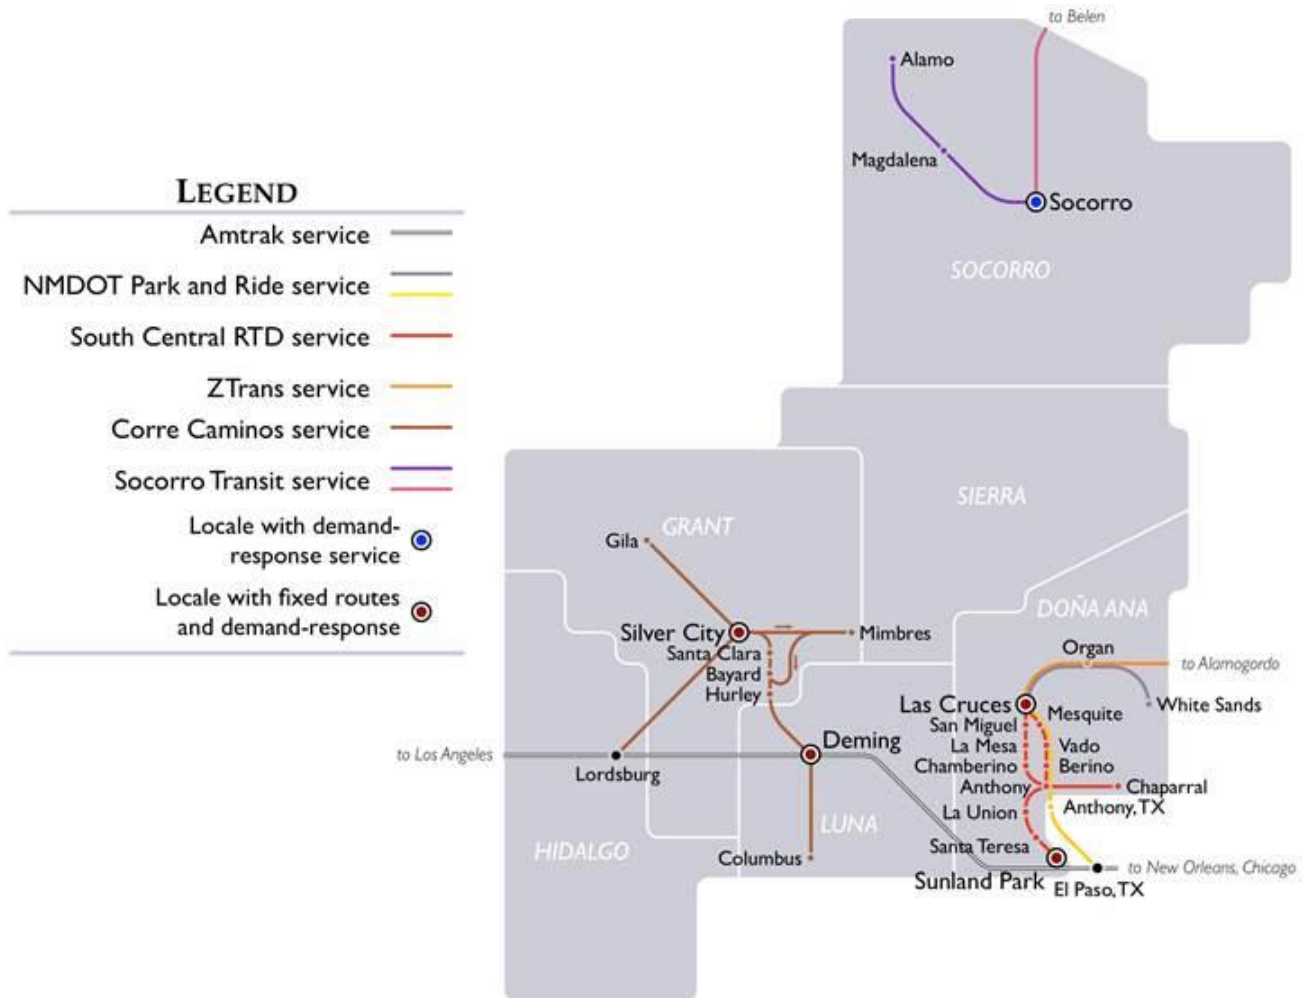 to Belen
Alamo
Magdalena
Socorro
SOCORRO
LEGEND
Amtrak service
NMDOT Park and Ride service
South Central RTD service
ZTrans service
Corre Caminos service
Socorro Transit service
Locale with demand-
response service
Locale with fixed routes
and demand-response
SIERRA
GRANT
Gila
DOÑA ANA
Silver City
Mimbres
Santa Clara
Bayard
Hurley
Organ
to Alamogordo
Las Cruces
White Sands
San Miguel
Mesquite
La Mesa
Vado
Chamberino
Berino
Anthony
Chaparral
La Union
Anthony, TX
Santa Teresa
Sunland Park
El Paso, TX
to New Orleans, Chicago
Deming
to Los Angeles
Lordsburg
LUNA
HIDALGO
Columbus